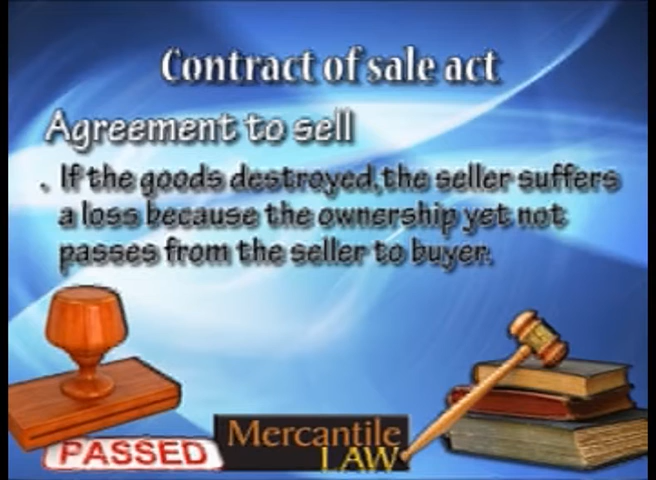 Contract of sale act
Agreement to sell
. If the goods destroyed,the seller suffers
a loss because the ownership yet not
passes from the seller to buyer.
PASSED
Mercantile
LAW